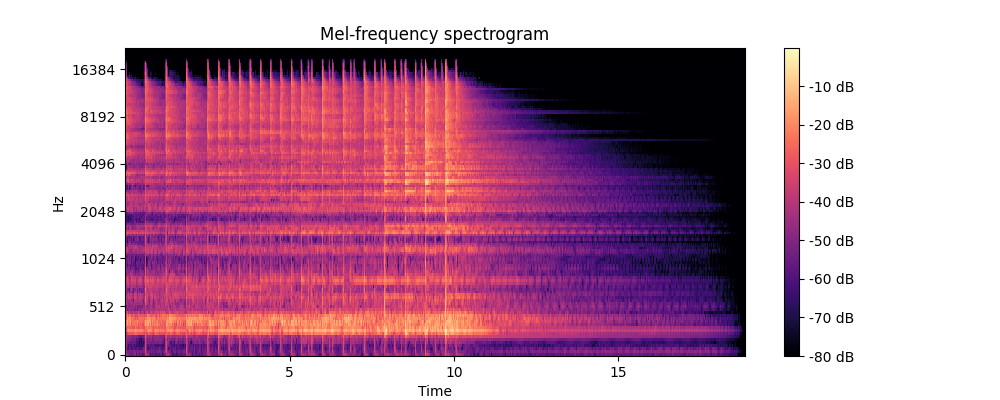 Mel-frequency spectrogram
16384
8192
4096
2048
1024
512
0
Hz
0 5 10 15
Time
-10 dB
-20 dB
-30 dB
-40 dB
-50 dB
-60 dB
-70 dB
-80 dB